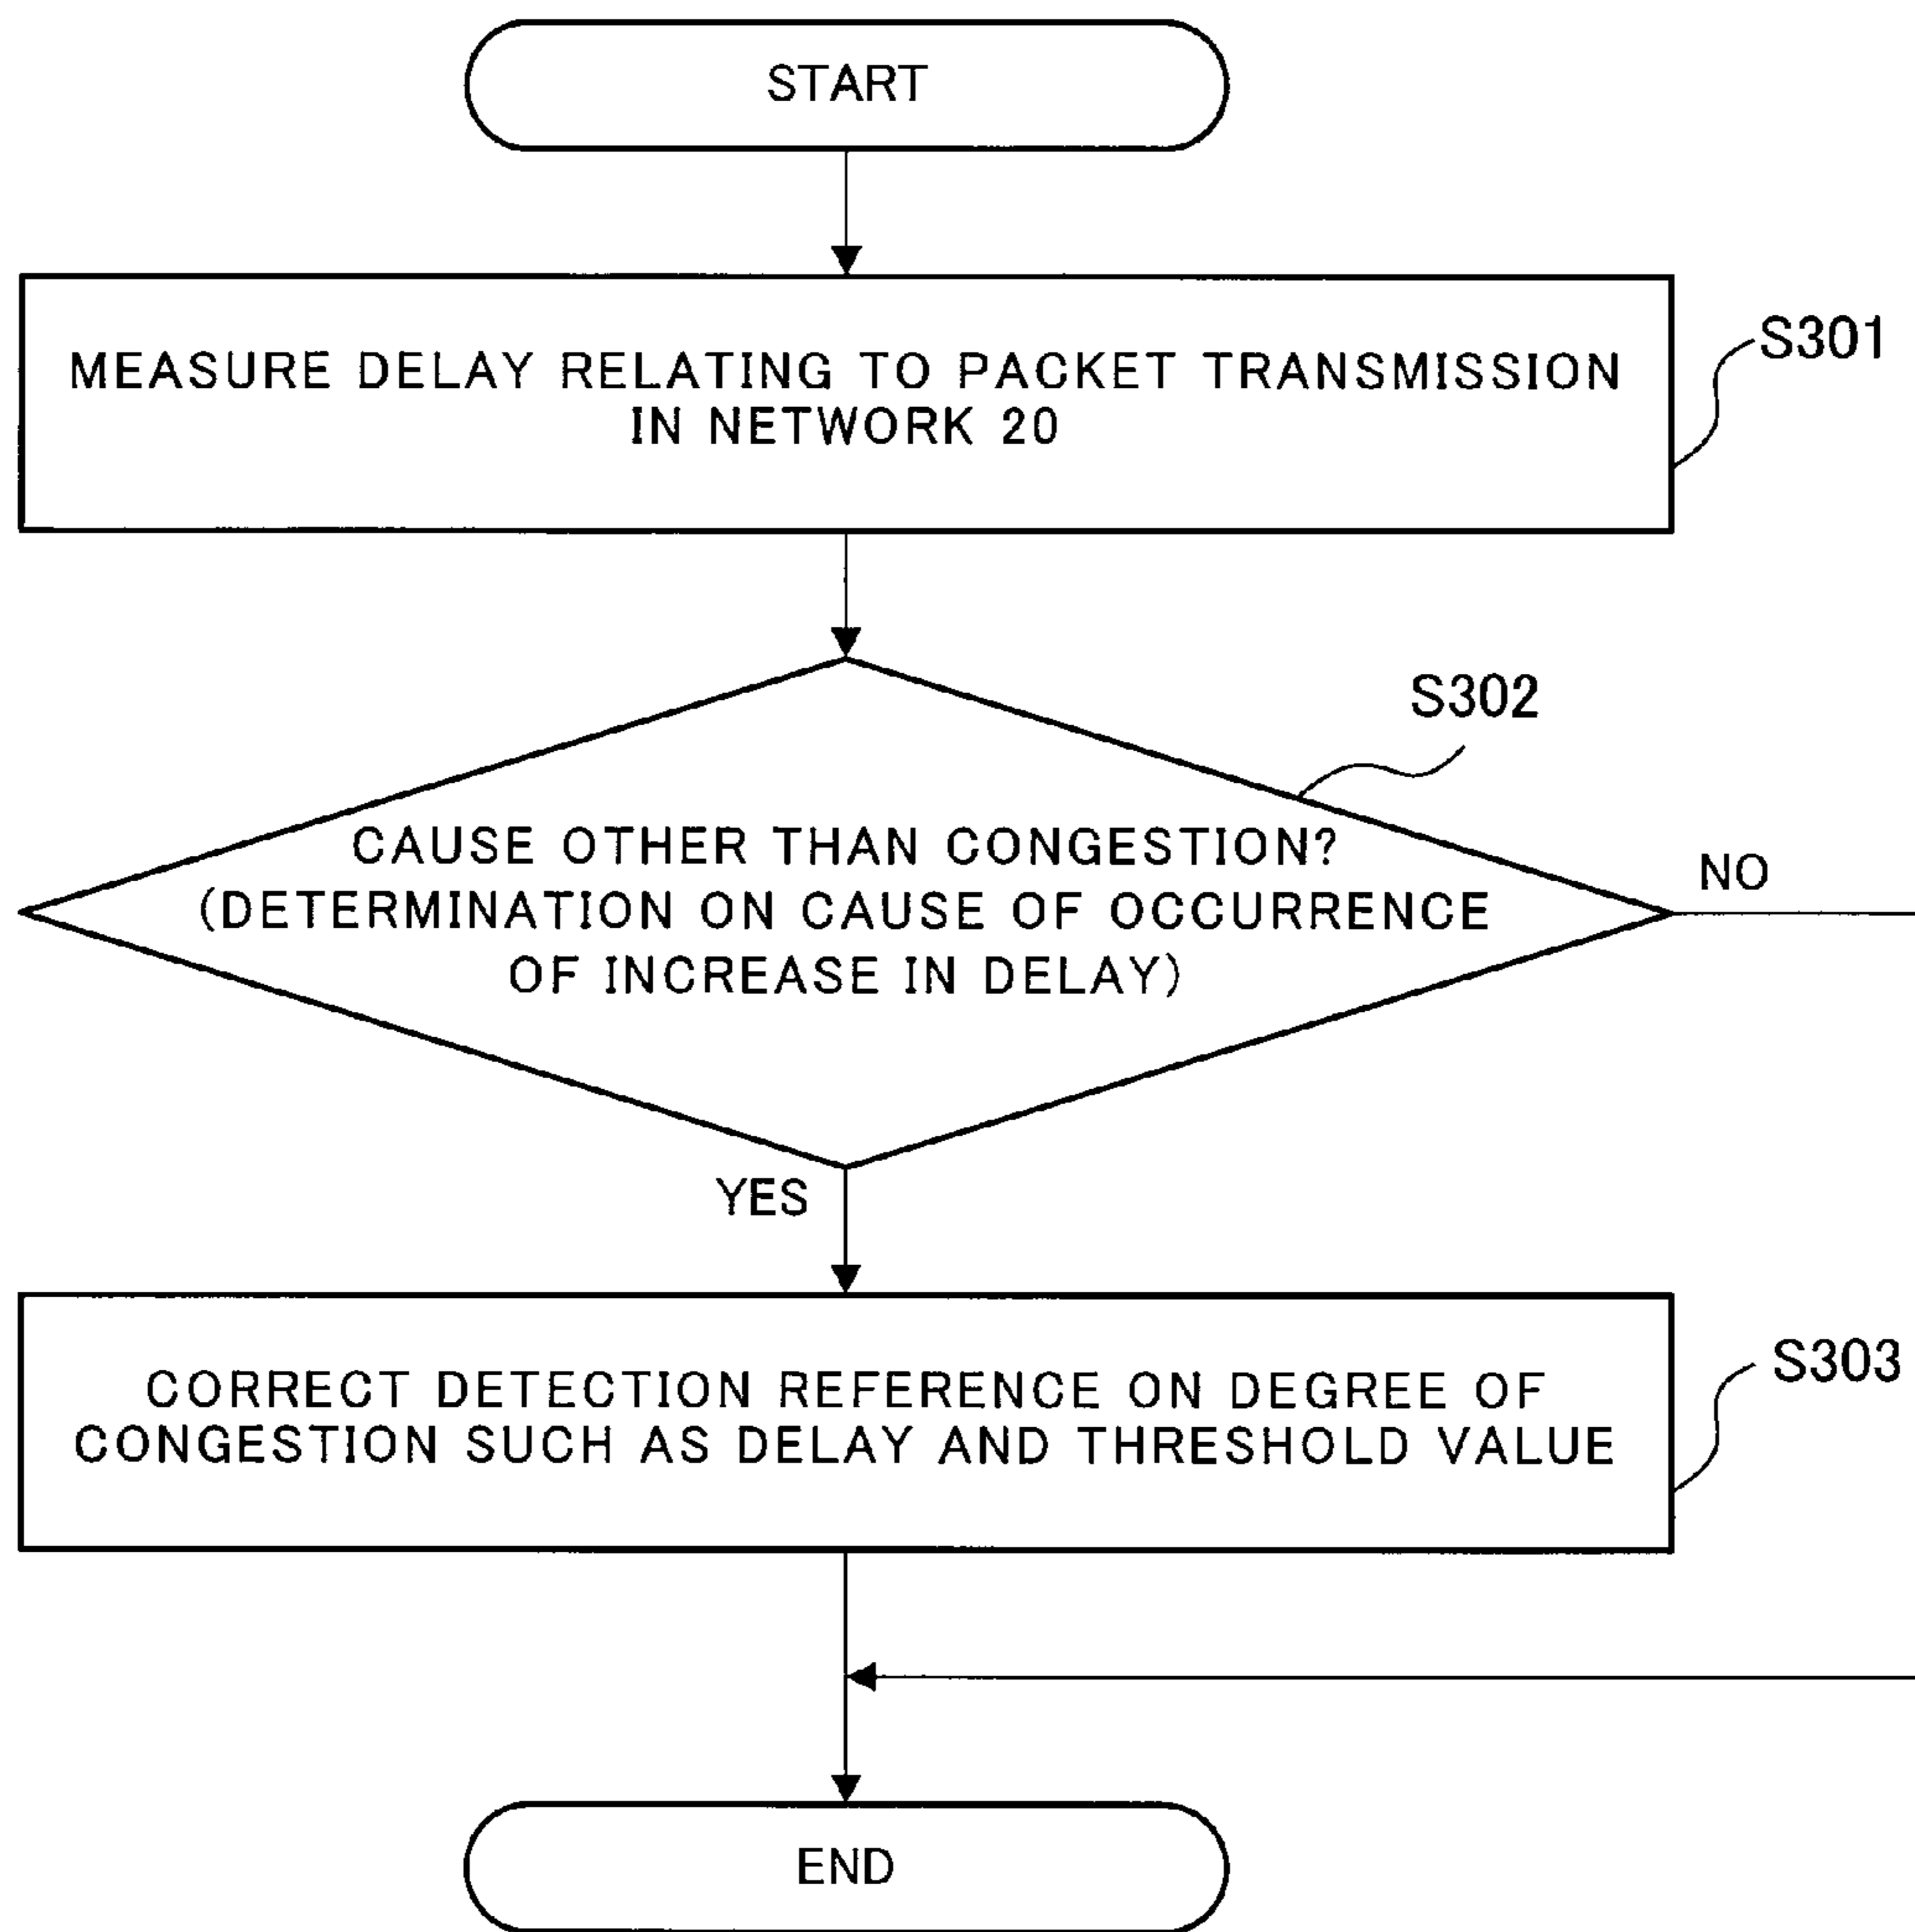 START
MEASURE DELAY RELATING TO PACKET TRANSMISSION
IN NETWORK 20
S301
S302
CAUSE OTHER THAN CONGESTION?
(DETERMINATION ON CAUSE OF OCCURRENCE
OF INCREASE IN DELAY)
NO
YES
CORRECT DETECTION REFERENCE ON DEGREE OF
CONGESTION SUCH AS DELAY AND THRESHOLD VALUE
S303
END